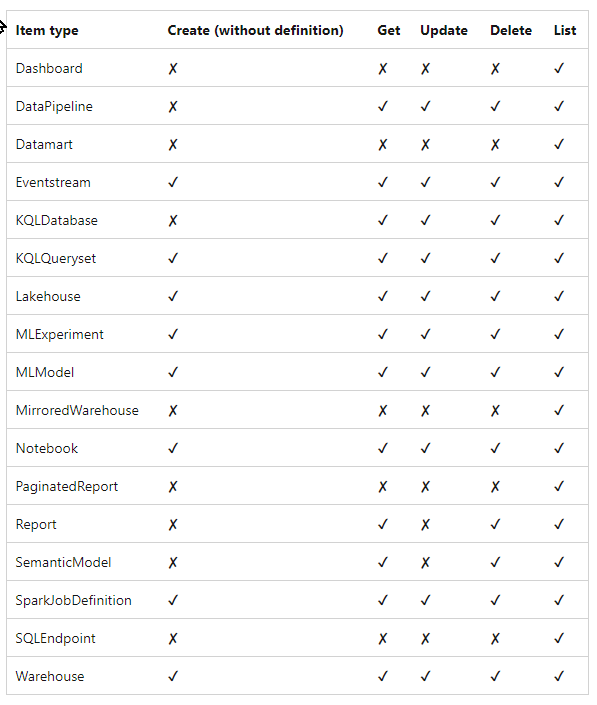 Item type Create (without definition) Get Update Delete List
Dashboard ✗ ✗ ✗ ✗ ✓
DataPipeline ✗ ✓ ✓ ✓ ✓
Datamart ✗ ✗ ✗ ✗ ✓
Eventstream ✓ ✓ ✓ ✓ ✓
KQLDatabase ✗ ✓ ✓ ✓ ✓
KQLQueryset ✓ ✓ ✓ ✓ ✓
Lakehouse ✓ ✓ ✓ ✓ ✓
MLExperiment ✓ ✓ ✓ ✓ ✓
MLModel ✓ ✓ ✓ ✓ ✓
MirroredWarehouse ✗ ✗ ✗ ✗ ✓
Notebook ✓ ✓ ✓ ✓ ✓
PaginatedReport ✗ ✗ ✗ ✗ ✓
Report ✗ ✓ ✗ ✓ ✓
SemanticModel ✗ ✓ ✗ ✓ ✓
SparkJobDefinition ✓ ✓ ✓ ✓ ✓
SQLEndpoint ✗ ✗ ✗ ✗ ✓
Warehouse ✓ ✓ ✓ ✓ ✓